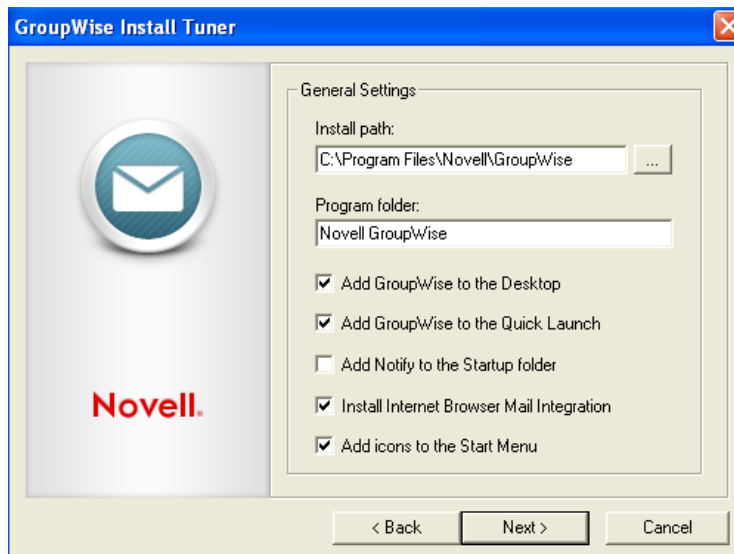 GroupWise Install Tuner
General Settings
Install path:
C:\Program Files\Novell\GroupWise
...
Program folder:
Novell GroupWise
Add GroupWise to the Desktop
Add GroupWise to the Quick Launch
Add Notify to the Startup folder
Install Internet Browser Mail Integration
Add icons to the Start Menu
Novell.
< Back
Next >
Cancel